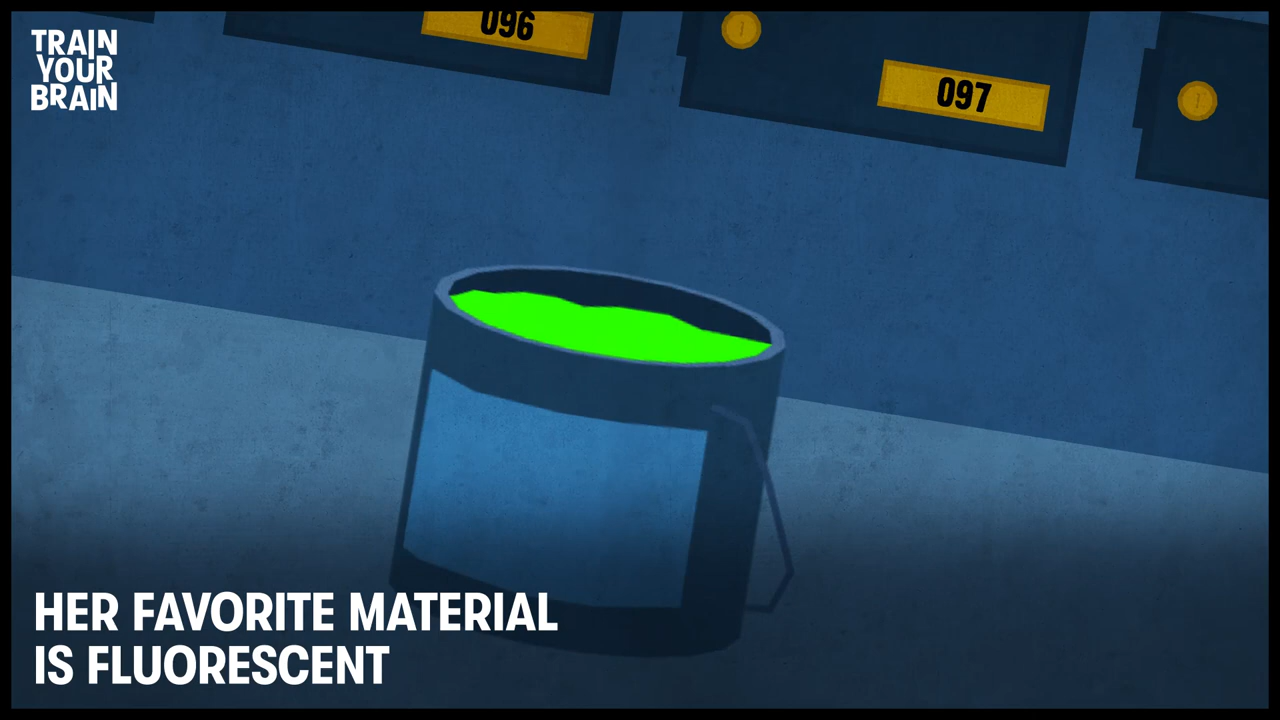 096
TRAIN
YOUR
BRAIN
097
HER FAVORITE MATERIAL
IS FLUORESCENT